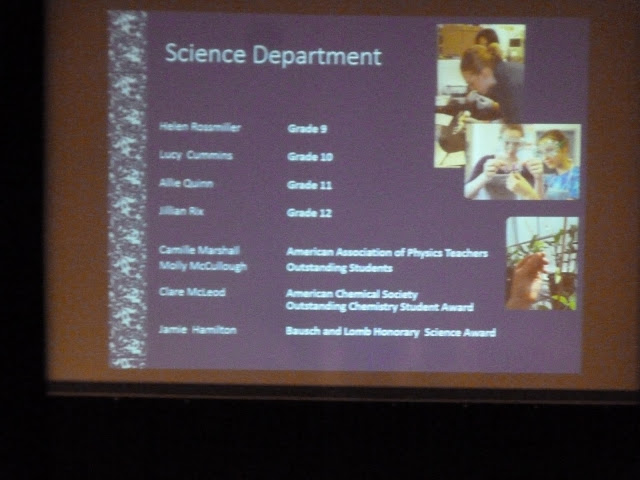 Science Department
Helen Rossmiller Grade 9
Lucy Cummins Grade 10
Allie Quinn Grade 11
Jillian Rix Grade 12
Camille Marshall American Association of Physics Teachers
Molly McCullough Outstanding Students
Clare McLeod American Chemical Society
Outstanding Chemistry Student Award
Jamie Hamilton Bausch and Lomb Honorary Science Award